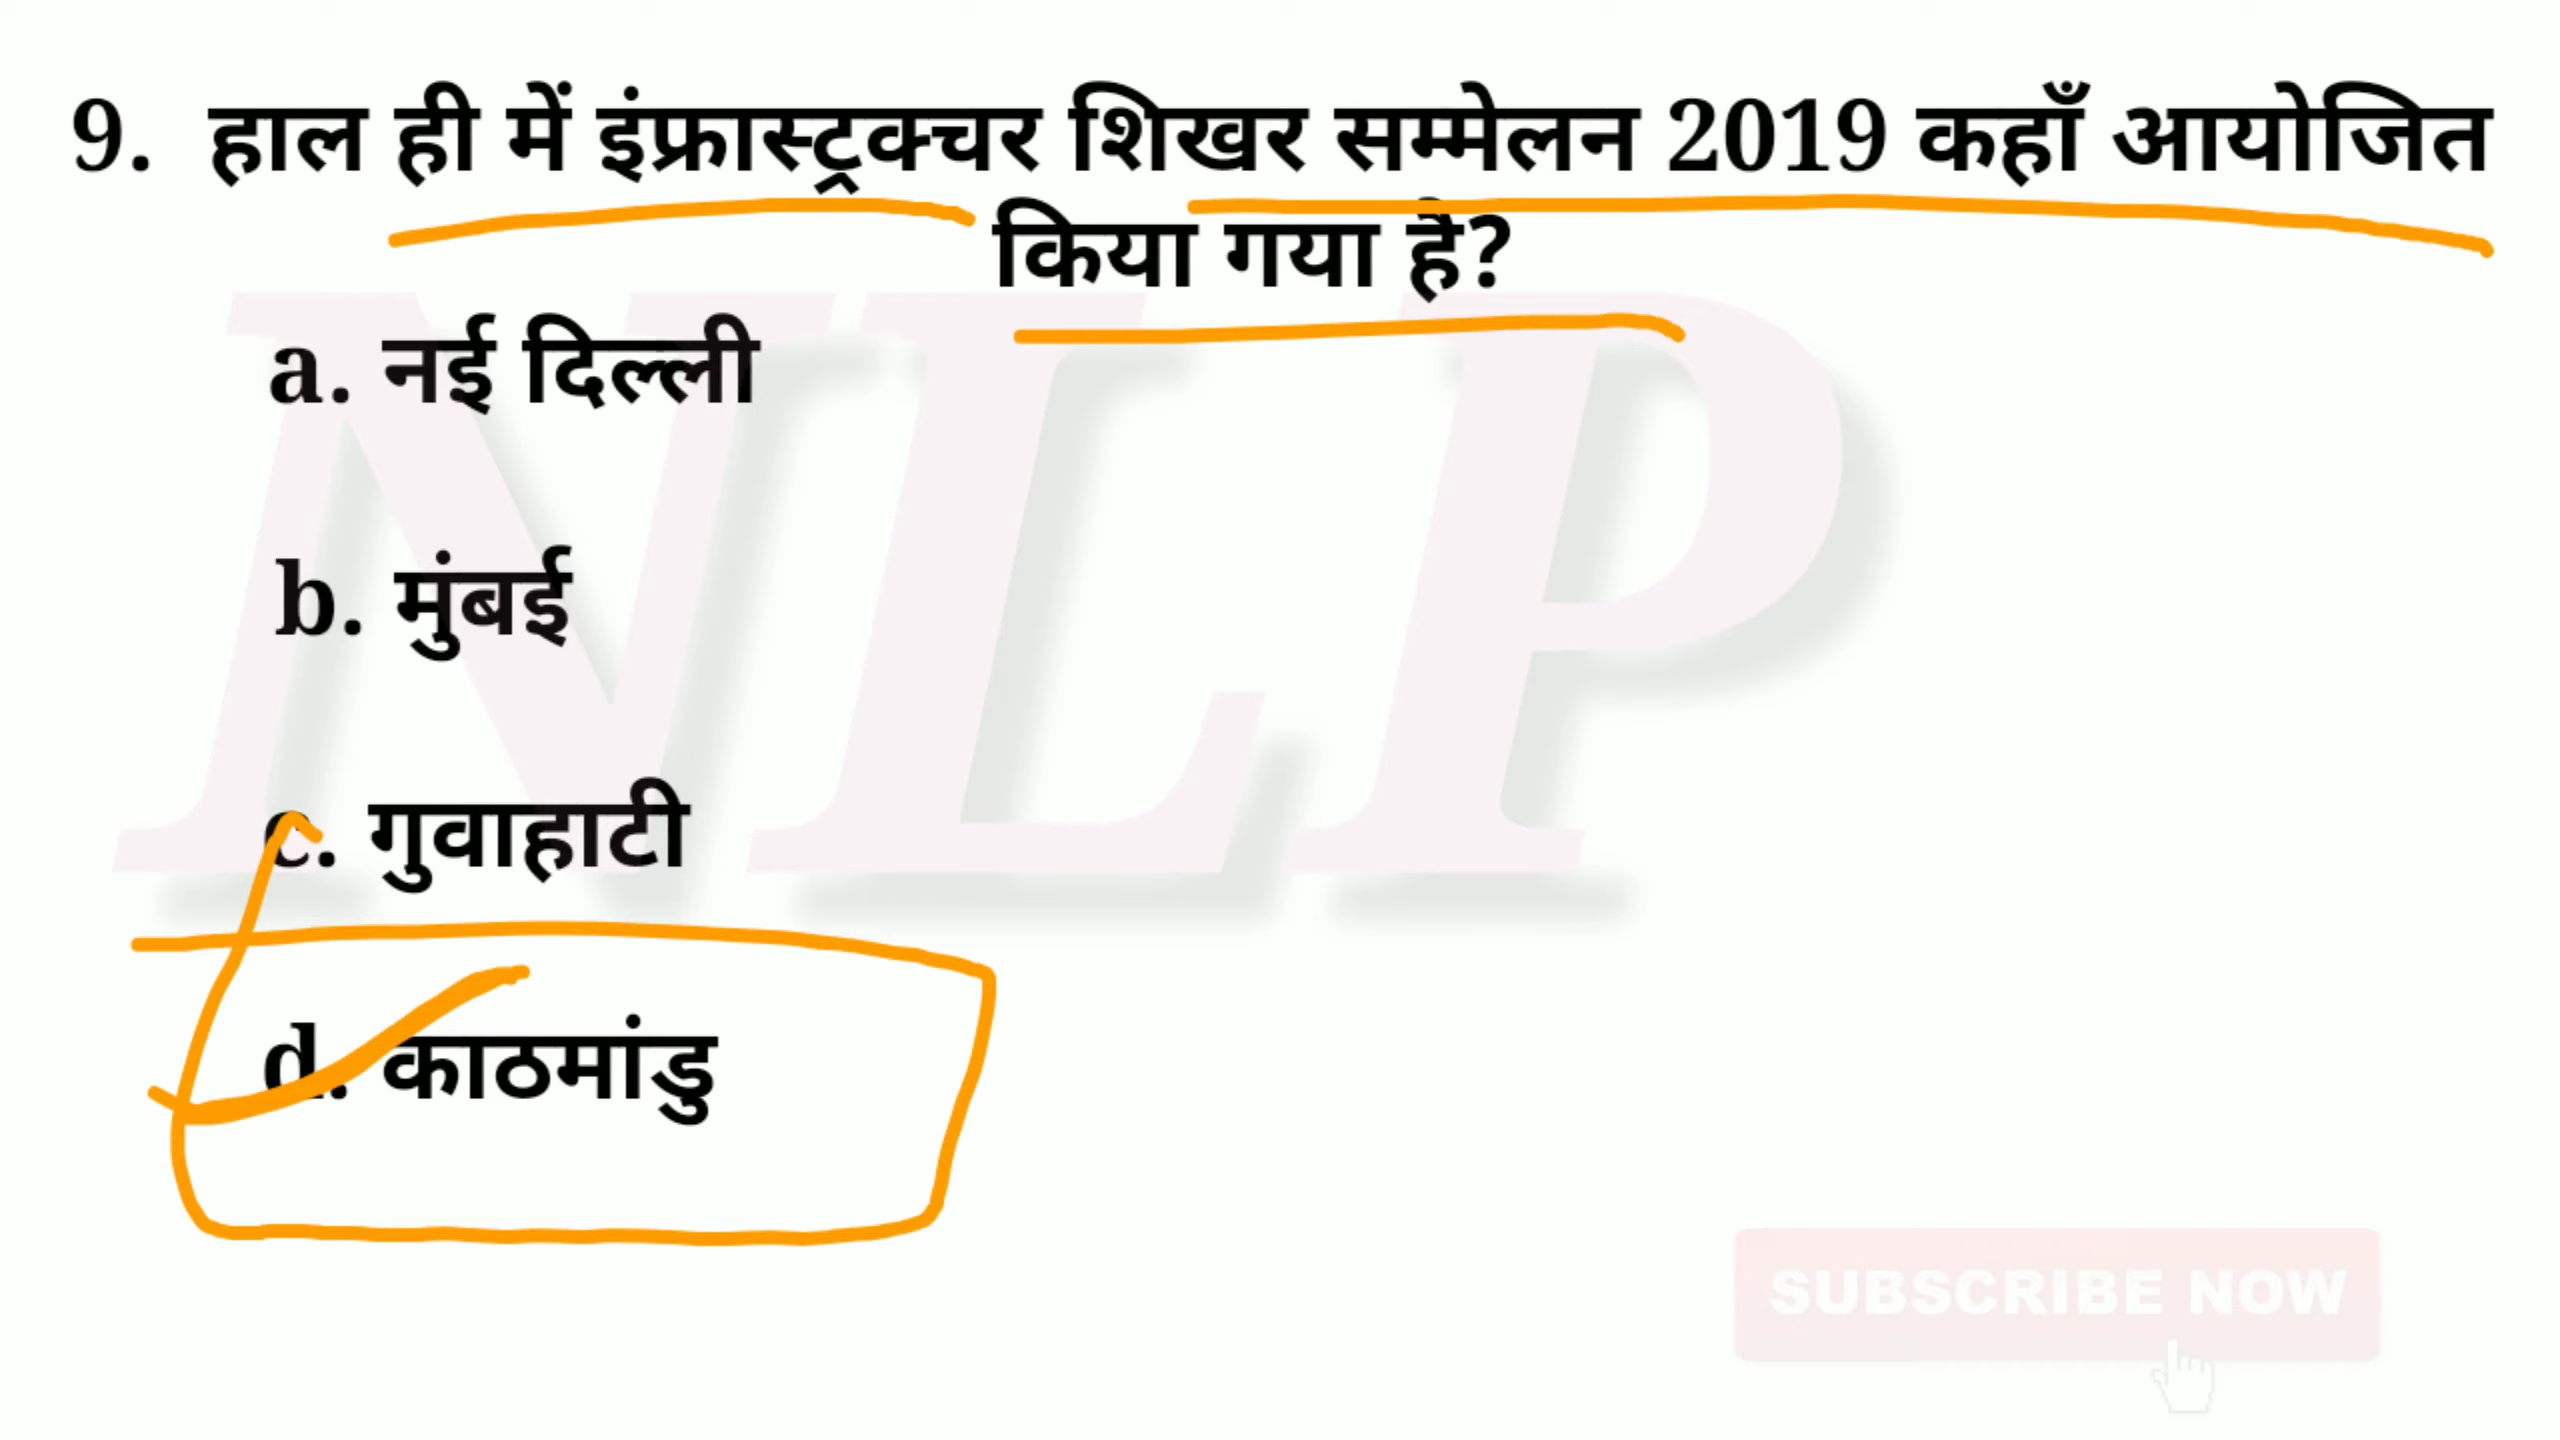 9. हाल ही में इंफ्रास्ट्रक्चर शिखर सम्मेलन 2019 कहाँ आयोजित
किया गया है?
a. नई दिल्ली
b. मुंबई
c. गुवाहाटी
d. काठमांडु
NLP
SUBSCRIBE NOW